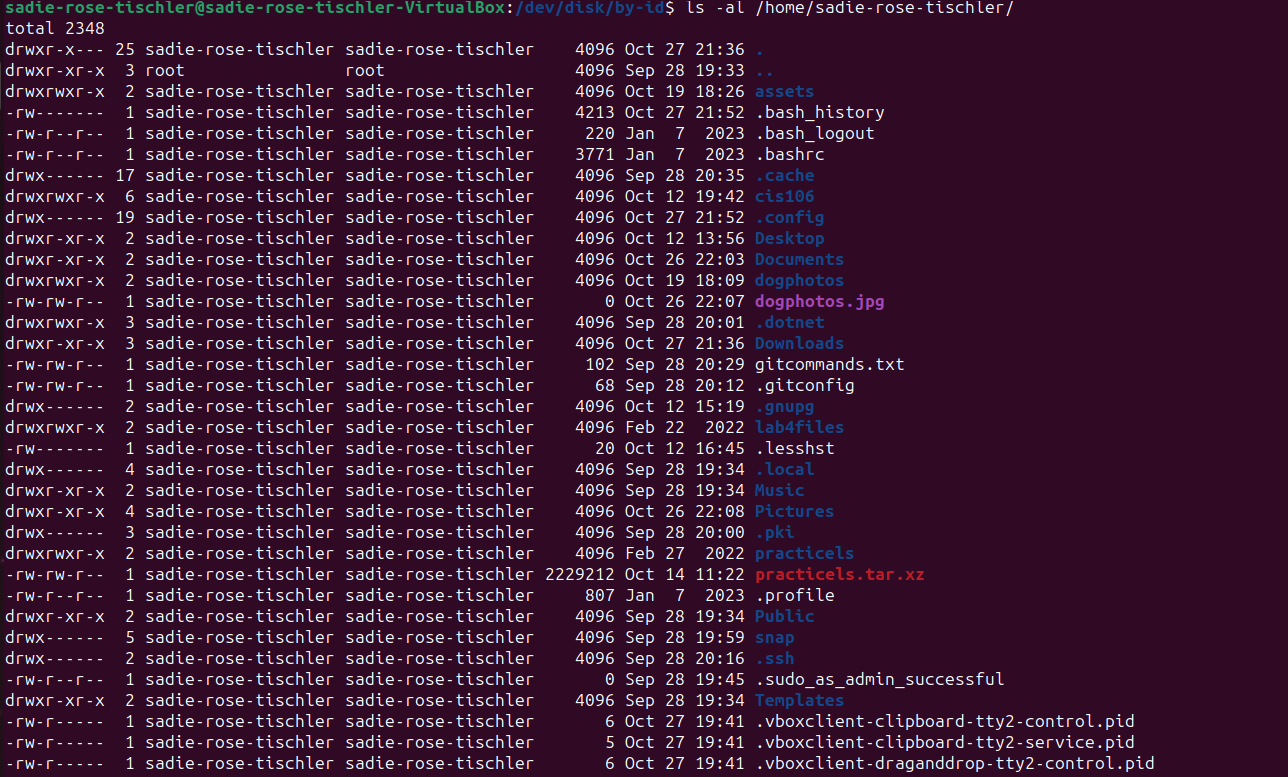 sadie-rose-tischler@sadie-rose-tischler-VirtualBox:/dev/disk/by-id$ ls -al /home/sadie-rose-tischler/
total 2348
drwxr-x--- 25 sadie-rose-tischler sadie-rose-tischler    4096 Oct 27 21:36 .
drwxr-xr-x  3 root                root                   4096 Sep 28 19:33 ..
drwxrwxr-x  2 sadie-rose-tischler sadie-rose-tischler    4096 Oct 19 18:26 assets
-rw-------  1 sadie-rose-tischler sadie-rose-tischler    4213 Oct 27 21:52 .bash_history
-rw-r--r--  1 sadie-rose-tischler sadie-rose-tischler     220 Jan  7  2023 .bash_logout
-rw-r--r--  1 sadie-rose-tischler sadie-rose-tischler    3771 Jan  7  2023 .bashrc
drwx------ 17 sadie-rose-tischler sadie-rose-tischler    4096 Sep 28 20:35 .cache
drwxrwxr-x  6 sadie-rose-tischler sadie-rose-tischler    4096 Oct 12 19:42 cis106
drwx------ 19 sadie-rose-tischler sadie-rose-tischler    4096 Oct 27 21:52 .config
drwxr-xr-x  2 sadie-rose-tischler sadie-rose-tischler    4096 Oct 12 13:56 Desktop
drwxr-xr-x  2 sadie-rose-tischler sadie-rose-tischler    4096 Oct 26 22:03 Documents
drwxrwxr-x  2 sadie-rose-tischler sadie-rose-tischler    4096 Oct 19 18:09 dogphotos
-rw-rw-r--  1 sadie-rose-tischler sadie-rose-tischler       0 Oct 26 22:07 dogphotos.jpg
drwxrwxr-x  3 sadie-rose-tischler sadie-rose-tischler    4096 Sep 28 20:01 .dotnet
drwxr-xr-x  3 sadie-rose-tischler sadie-rose-tischler    4096 Oct 27 21:36 Downloads
-rw-rw-r--  1 sadie-rose-tischler sadie-rose-tischler     102 Sep 28 20:29 gitcommands.txt
-rw-rw-r--  1 sadie-rose-tischler sadie-rose-tischler      68 Sep 28 20:12 .gitconfig
drwx------  2 sadie-rose-tischler sadie-rose-tischler    4096 Oct 12 15:19 .gnupg
drwxrwxr-x  2 sadie-rose-tischler sadie-rose-tischler    4096 Feb 22  2022 lab4files
-rw-------  1 sadie-rose-tischler sadie-rose-tischler      20 Oct 12 16:45 .lesshst
drwx------  4 sadie-rose-tischler sadie-rose-tischler    4096 Sep 28 19:34 .local
drwxr-xr-x  2 sadie-rose-tischler sadie-rose-tischler    4096 Sep 28 19:34 Music
drwxr-xr-x  4 sadie-rose-tischler sadie-rose-tischler    4096 Oct 26 22:08 Pictures
drwx------  3 sadie-rose-tischler sadie-rose-tischler    4096 Sep 28 20:00 .pki
drwxrwxr-x  2 sadie-rose-tischler sadie-rose-tischler    4096 Feb 27  2022 practicels
-rw-rw-r--  1 sadie-rose-tischler sadie-rose-tischler 2229212 Oct 14 11:22 practicels.tar.xz
-rw-r--r--  1 sadie-rose-tischler sadie-rose-tischler     807 Jan  7  2023 .profile
drwxr-xr-x  2 sadie-rose-tischler sadie-rose-tischler    4096 Sep 28 19:34 Public
drwx------  5 sadie-rose-tischler sadie-rose-tischler    4096 Sep 28 19:59 snap
drwx------  2 sadie-rose-tischler sadie-rose-tischler    4096 Sep 28 20:16 .ssh
-rw-r--r--  1 sadie-rose-tischler sadie-rose-tischler       0 Sep 28 19:45 .sudo_as_admin_successful
drwxr-xr-x  2 sadie-rose-tischler sadie-rose-tischler    4096 Sep 28 19:34 Templates
-rw-r-----  1 sadie-rose-tischler sadie-rose-tischler       6 Oct 27 19:41 .vboxclient-clipboard-tty2-control.pid
-rw-r-----  1 sadie-rose-tischler sadie-rose-tischler       5 Oct 27 19:41 .vboxclient-clipboard-tty2-service.pid
-rw-r-----  1 sadie-rose-tischler sadie-rose-tischler       6 Oct 27 19:41 .vboxclient-draganddrop-tty2-control.pid